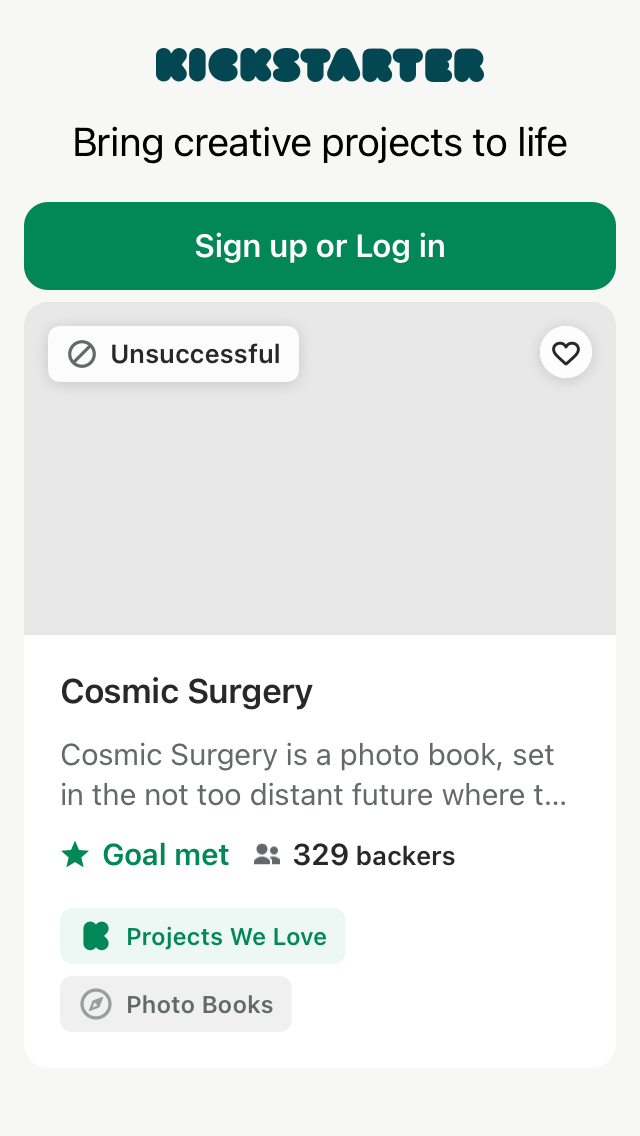 KICKSTARTER
Bring creative projects to life
Sign up or Log in
Unsuccessful
Cosmic Surgery
Cosmic Surgery is a photo book, set
in the not too distant future where t...
Goal met 329 backers
Projects We Love
Photo Books